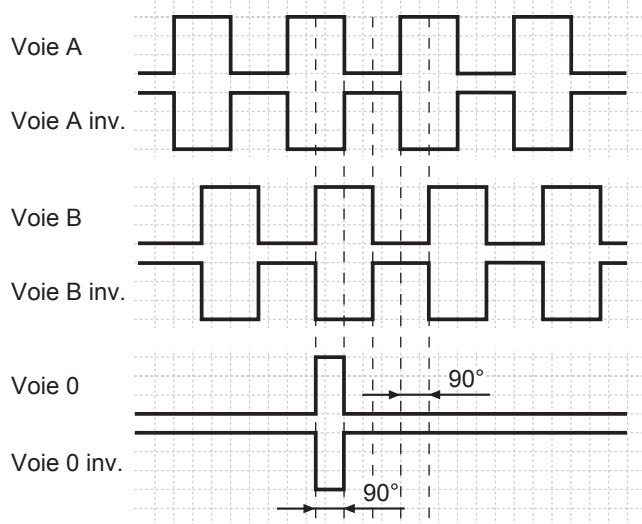 Voie A
Voie A inv.
Voie B
Voie B inv.
Voie 0
90°
Voie 0 inv.
90°